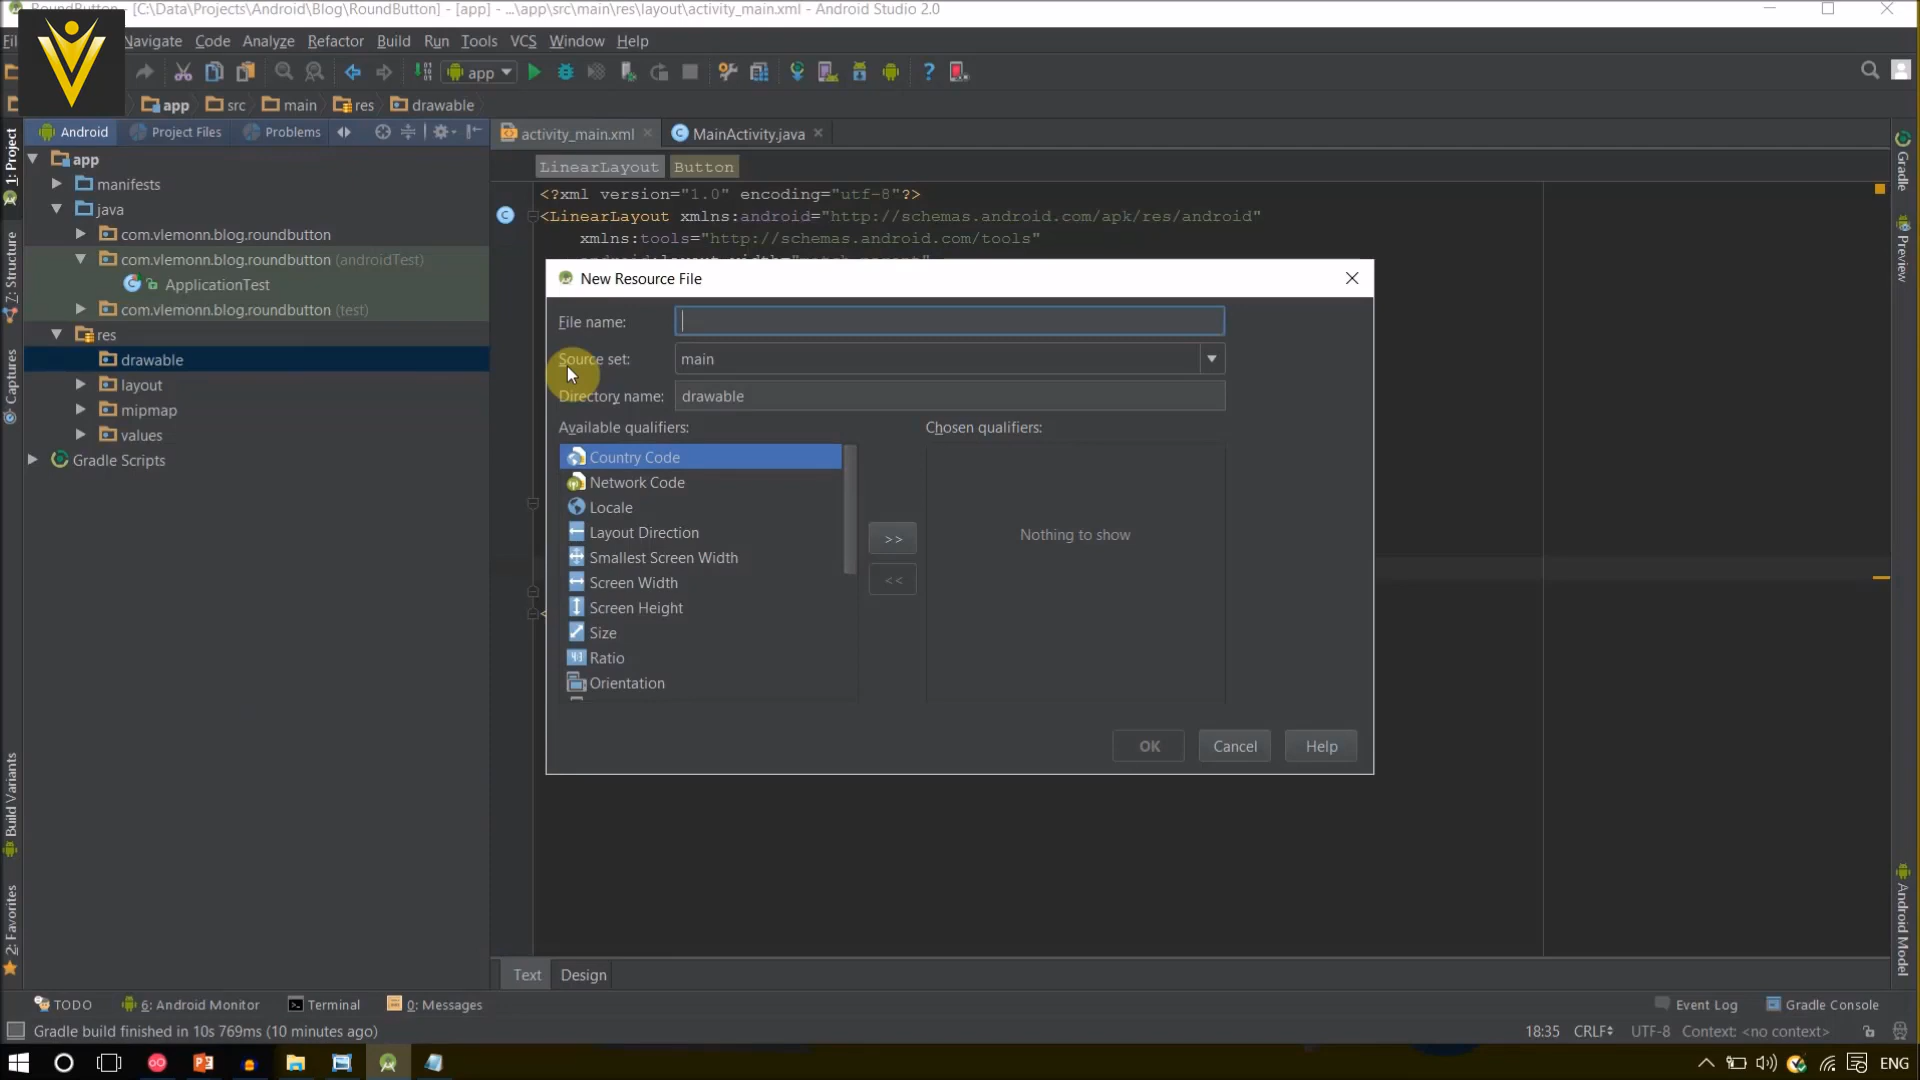 RoundButton - [C:\Data\Projects\Android\Blog\RoundButton] - [app] - ...\app\src\main\res\layout\activity_main.xml - Android Studio 2.0
Navigate Code Analyze Refactor Build Run Tools VCS Window Help
app
app src main res drawable
Android Project Files Problems
activity_main.xml MainActivity.java
LinearLayout Button
1: Project
7: Structure
Captures
Build Variants
2: Favorites
app
manifests
java
com.vlemonn.blog.roundbutton
com.vlemonn.blog.roundbutton (androidTest)
ApplicationTest
com.vlemonn.blog.roundbutton (test)
res
drawable
layout
mipmap
values
Gradle Scripts
<?xml version="1.0" encoding="utf-8"?>
<LinearLayout xmlns:android="http://schemas.android.com/apk/res/android"
xmlns:tools="http://schemas.android.com/tools"
New Resource File
File name:
Source set: main
Directory name: drawable
Available qualifiers: Chosen qualifiers:
Country Code
Network Code
Locale
Layout Direction
Smallest Screen Width
Screen Width
Screen Height
Size
Ratio
Orientation
>>
<<
Nothing to show
OK Cancel Help
Gradle
Preview
Android Model
Text Design
TODO 6: Android Monitor Terminal 0: Messages Event Log Gradle Console
Gradle build finished in 10s 769ms (10 minutes ago) 18:35 CRLF UTF-8 Context: <no context>
ENG